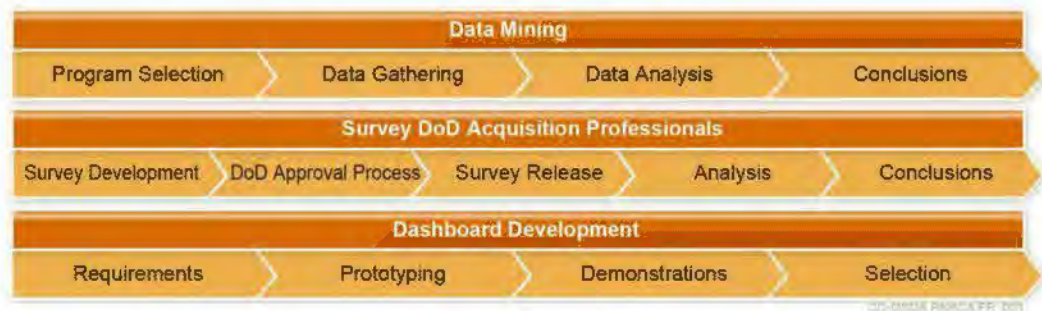 Data Mining
Program Selection Data Gathering Data Analysis Conclusions
Survey DoD Acquisition Professionals
Survey Development DoD Approval Process Survey Release Analysis Conclusions
Dashboard Development
Requirements Prototyping Demonstrations Selection